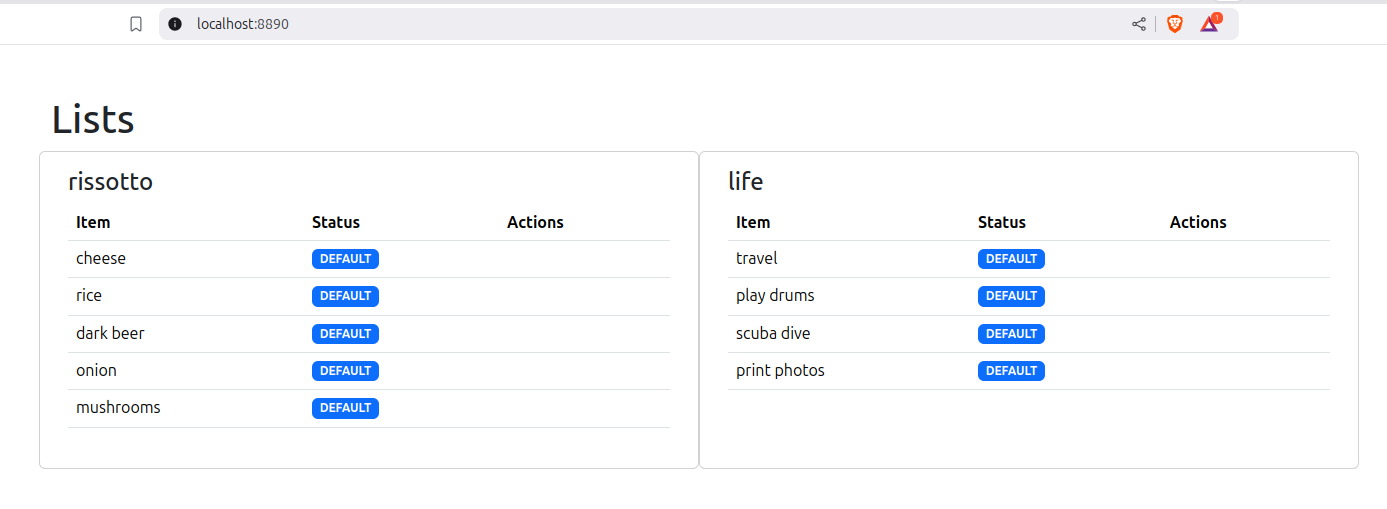 localhost:8890
1
Lists
rissotto
Item Status Actions
cheese DEFAULT
rice DEFAULT
dark beer DEFAULT
onion DEFAULT
mushrooms DEFAULT
life
Item Status Actions
travel DEFAULT
play drums DEFAULT
scuba dive DEFAULT
print photos DEFAULT